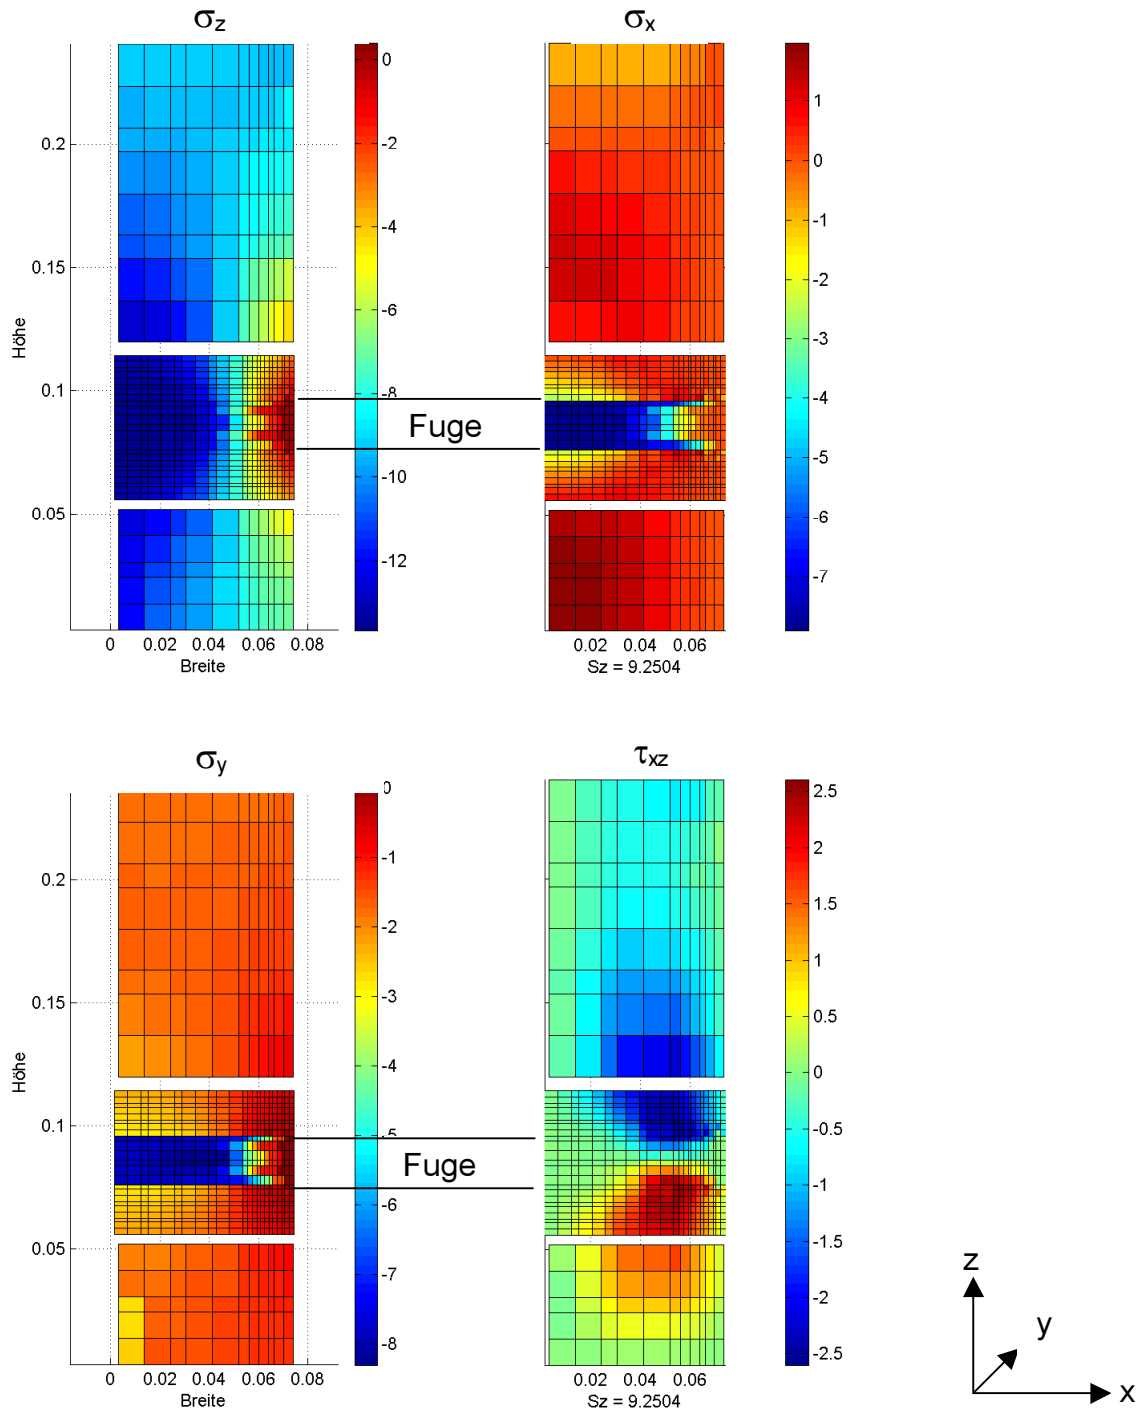 σz
σx
0
-2
-4
-6
-8
-10
-12
1
0
-1
-2
-3
-4
-5
-6
-7
0.2
0.15
0.1
0.05
Höhe
Fuge
0 0.02 0.04 0.06 0.08
Breite
0.02 0.04 0.06
Sz = 9.2504
σy
τxz
0
-1
-2
-3
-4
-5
-6
-7
-8
2.5
2
1.5
1
0.5
0
-0.5
-1
-1.5
-2
-2.5
0.2
0.15
0.1
0.05
Höhe
Fuge
0 0.02 0.04 0.06 0.08
Breite
0.02 0.04 0.06
Sz = 9.2504
z
y
x